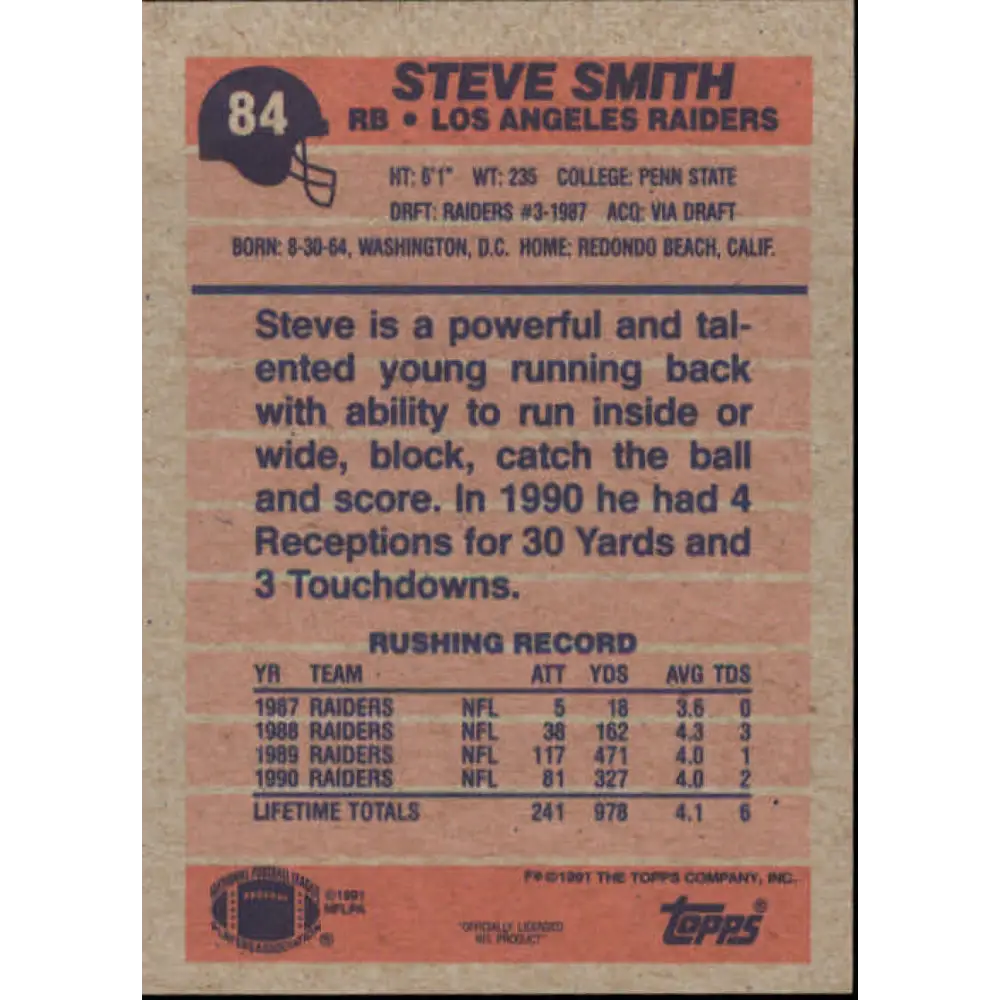 84
STEVE SMITH
RB • LOS ANGELES RAIDERS
HT: 6'1" WT: 235 COLLEGE: PENN STATE
DRFT: RAIDERS #3-1987 ACQ: VIA DRAFT
BORN: 8-30-64, WASHINGTON, D.C. HOME: REDONDO BEACH, CALIF.
Steve is a powerful and tal-
ented young running back
with ability to run inside or
wide, block, catch the ball
and score. In 1990 he had 4
Receptions for 30 Yards and
3 Touchdowns.
RUSHING RECORD
YR TEAM ATT YDS AVG TDS
1987 RAIDERS NFL 5 18 3.6 0
1988 RAIDERS NFL 38 162 4.3 3
1989 RAIDERS NFL 117 471 4.0 1
1990 RAIDERS NFL 81 327 4.0 2
LIFETIME TOTALS 241 978 4.1 6
©1991 THE TOPPS COMPANY, INC.
NATIONAL FOOTBALL LEAGUE
PLAYERS ASSOCIATION ®
©1991
NFLPA
"OFFICIALLY LICENSED
NFL PRODUCT"
topps®